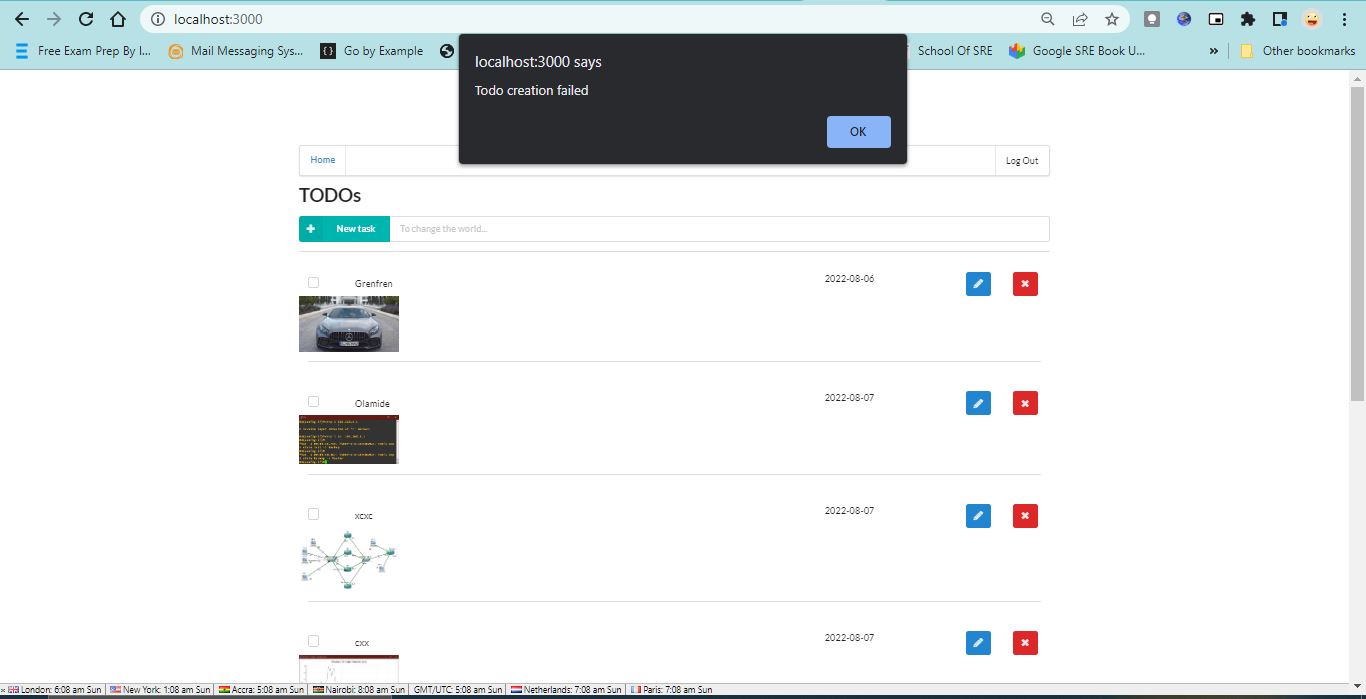 localhost:3000
Free Exam Prep By I...
Mail Messaging Sys...
Go by Example
School Of SRE
Google SRE Book U...
»
Other bookmarks
localhost:3000 says
Todo creation failed
OK
Home
Log Out
TODOs
New task
To change the world...
Grenfren
2022-08-06
Olamide
2022-08-07
xcxc
2022-08-07
cxx
2022-08-07
London: 6:08 am Sun
New York: 1:08 am Sun
Accra: 5:08 am Sun
Nairobi: 8:08 am Sun
GMT/UTC: 5:08 am Sun
Netherlands: 7:08 am Sun
Paris: 7:08 am Sun